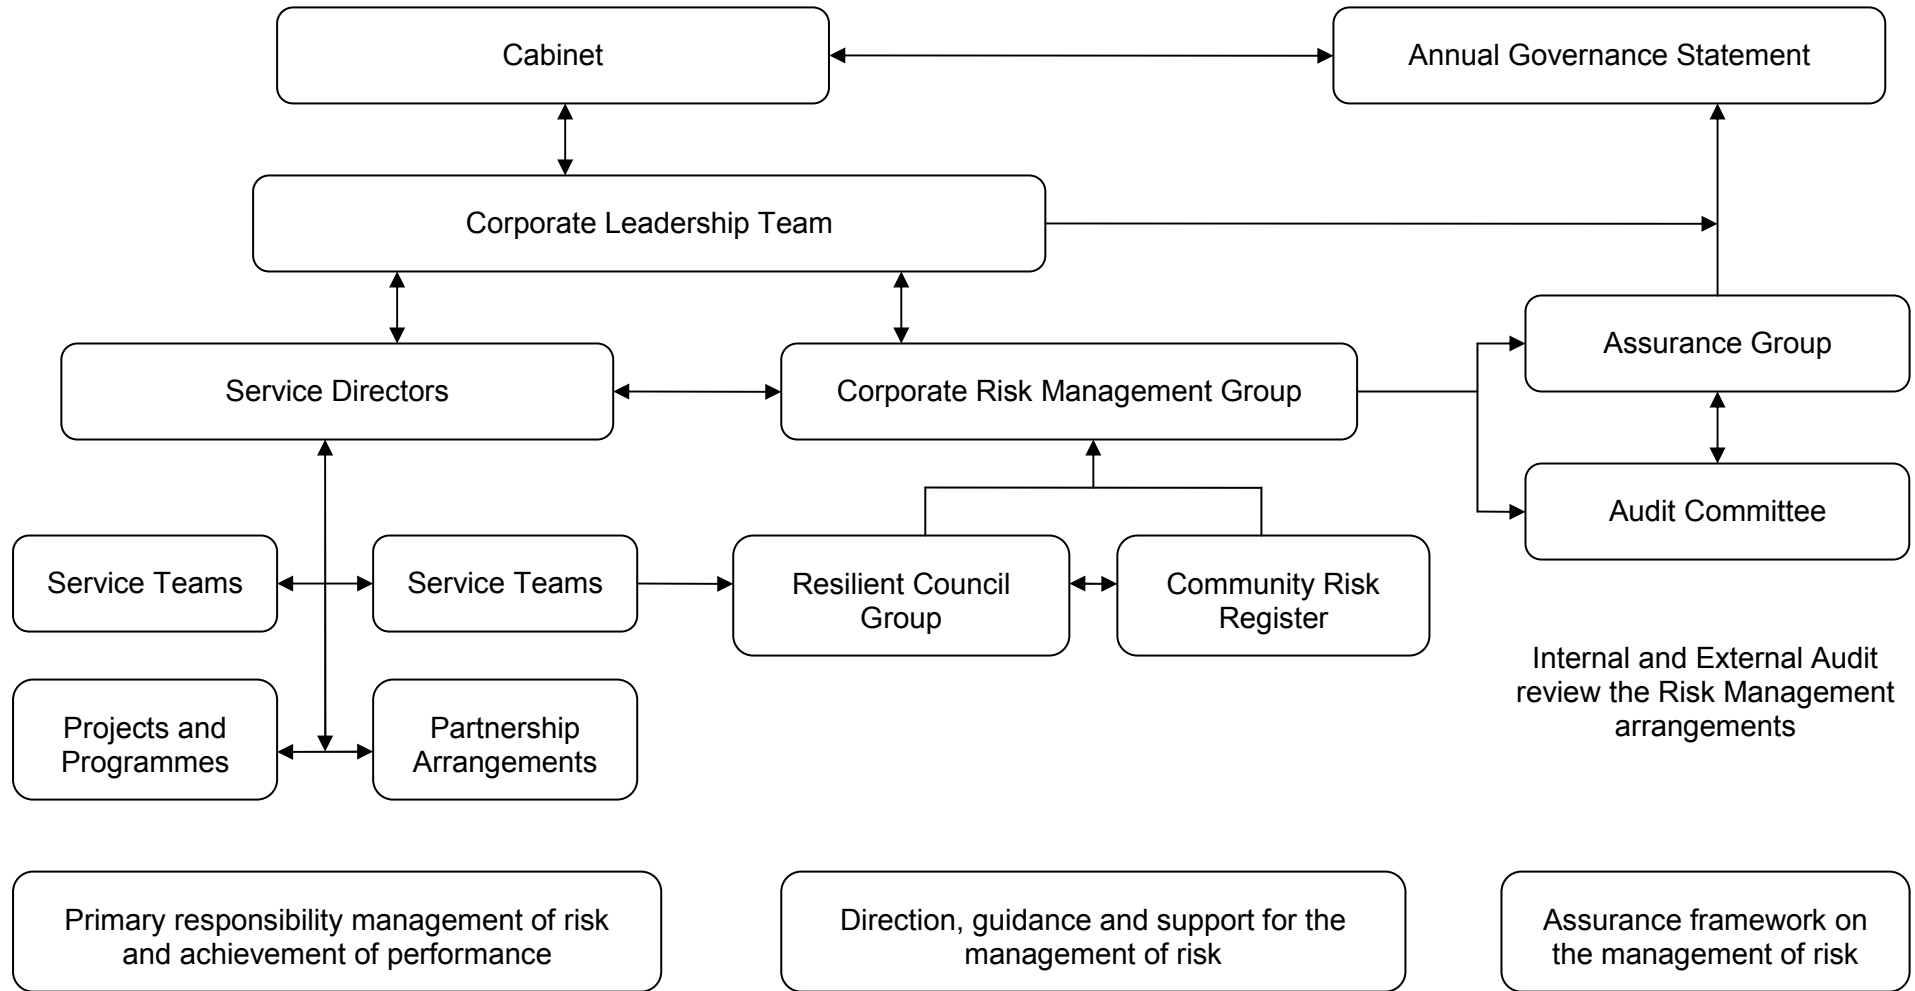 Cabinet
Annual Governance Statement
Corporate Leadership Team
Assurance Group
Service Directors
Corporate Risk Management Group
Audit Committee
Service Teams
Service Teams
Resilient Council
Group
Community Risk
Register
Internal and External Audit
review the Risk Management
arrangements
Projects and
Programmes
Partnership
Arrangements
Primary responsibility management of risk
and achievement of performance
Direction, guidance and support for the
management of risk
Assurance framework on
the management of risk